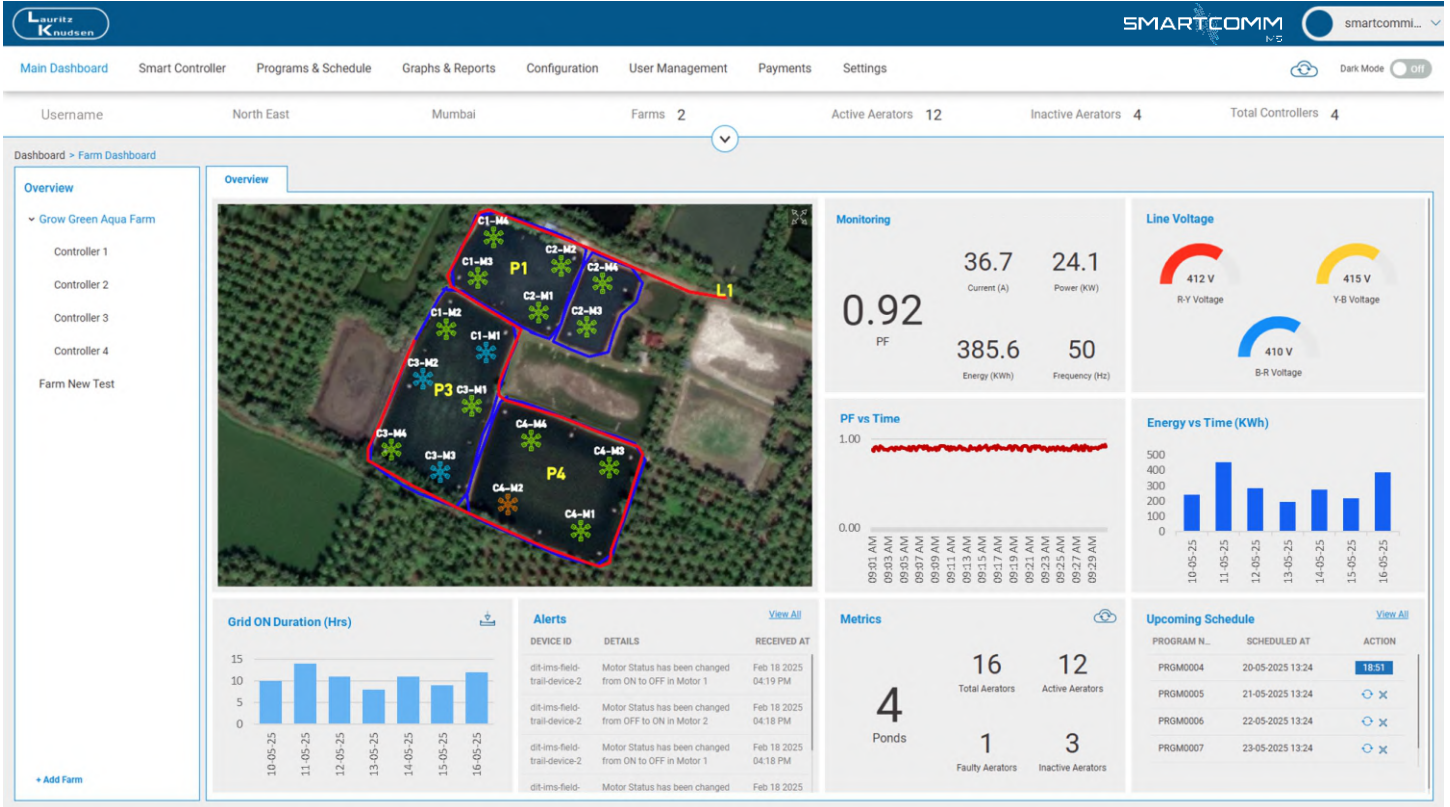 Lauritz
Knudsen
SMARTCOMM
smartcommi...
Main Dashboard Smart Controller Programs & Schedule Graphs & Reports Configuration User Management Payments Settings
Dark Mode Off
Username North East Mumbai Farms 2 Active Aerators 12 Inactive Aerators 4 Total Controllers 4
Dashboard > Farm Dashboard
Overview
Grow Green Aqua Farm
Controller 1
Controller 2
Controller 3
Controller 4
Farm New Test
+ Add Farm
Overview
C1-M4
C2-M2
C1-M3
P1
C2-M4
L1
C2-M1
C2-M3
C1-M2
C1-M1
C3-M2
P3
C3-M1
C4-M4
C3-M4
C4-M3
C3-M3
P4
C4-M2
C4-M1
Monitoring
0.92
PF
36.7
Current (A)
24.1
Power (KW)
385.6
Energy (KWh)
50
Frequency (Hz)
Line Voltage
412 V
R-Y Voltage
415 V
Y-B Voltage
410 V
B-R Voltage
PF vs Time
1.00
0.00
09:01 AM
09:03 AM
09:05 AM
09:07 AM
09:09 AM
09:11 AM
09:13 AM
09:15 AM
09:17 AM
09:19 AM
09:21 AM
09:23 AM
09:25 AM
09:27 AM
09:29 AM
Energy vs Time (KWh)
500
400
300
200
100
0
10-05-25
11-05-25
12-05-25
13-05-25
14-05-25
15-05-25
16-05-25
Grid ON Duration (Hrs)
15
10
5
0
10-05-25
11-05-25
12-05-25
13-05-25
14-05-25
15-05-25
16-05-25
Alerts
View All
DEVICE ID DETAILS RECEIVED AT
dit-ims-field- Motor Status has been changed Feb 18 2025
trail-device-2 from ON to OFF in Motor 1 04:19 PM
dit-ims-field- Motor Status has been changed Feb 18 2025
trail-device-2 from OFF to ON in Motor 2 04:18 PM
dit-ims-field- Motor Status has been changed Feb 18 2025
trail-device-2 from ON to OFF in Motor 1 04:18 PM
dit-ims-field- Motor Status has been changed Feb 18 2025
Metrics
4
Ponds
16
Total Aerators
12
Active Aerators
1
Faulty Aerators
3
Inactive Aerators
Upcoming Schedule
View All
PROGRAM N... SCHEDULED AT ACTION
PRGM0004 20-05-2025 13:24 18:51
PRGM0005 21-05-2025 13:24
PRGM0006 22-05-2025 13:24
PRGM0007 23-05-2025 13:24